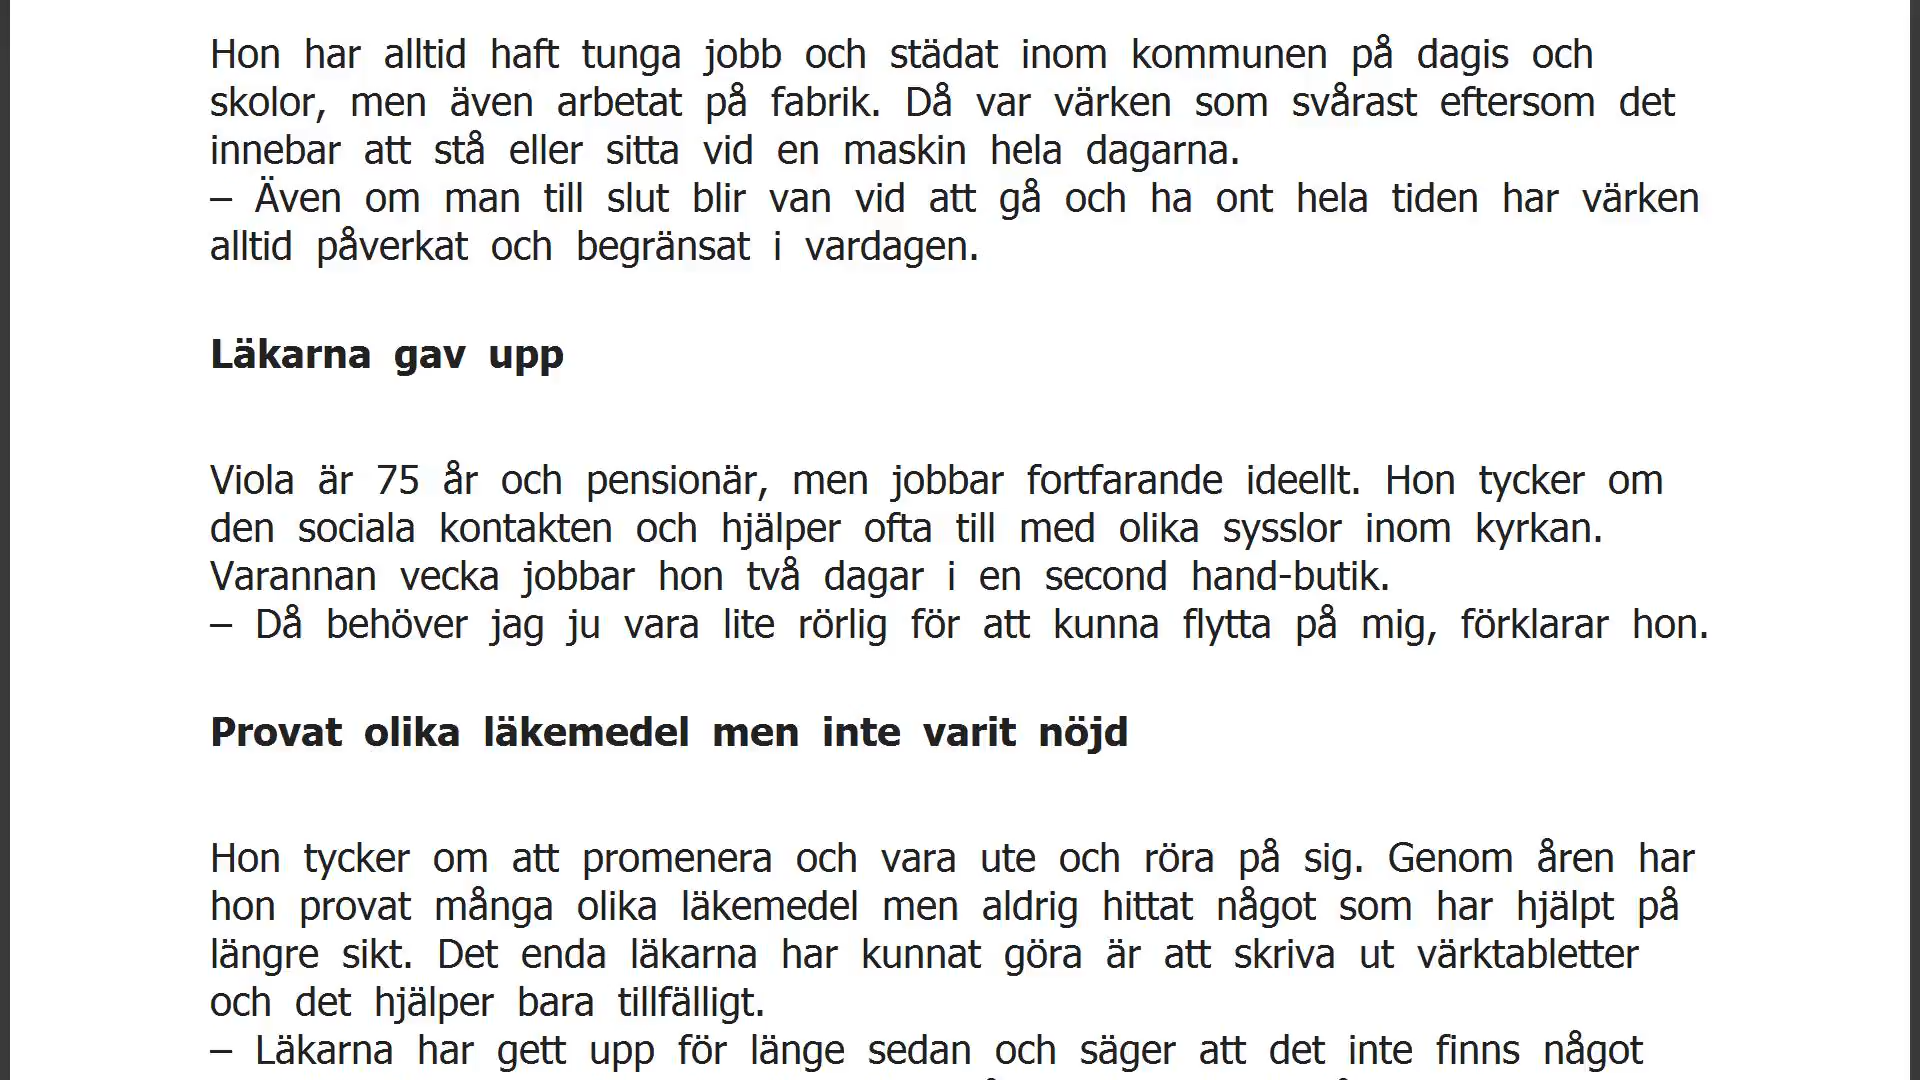 Hon har alltid haft tunga jobb och städat inom kommunen på dagis och
skolor, men även arbetat på fabrik. Då var värken som svårast eftersom det
innebar att stå eller sitta vid en maskin hela dagarna.
– Även om man till slut blir van vid att gå och ha ont hela tiden har värken
alltid påverkat och begränsat i vardagen.
Läkarna gav upp
Viola är 75 år och pensionär, men jobbar fortfarande ideellt. Hon tycker om
den sociala kontakten och hjälper ofta till med olika sysslor inom kyrkan.
Varannan vecka jobbar hon två dagar i en second hand-butik.
– Då behöver jag ju vara lite rörlig för att kunna flytta på mig, förklarar hon.
Provat olika läkemedel men inte varit nöjd
Hon tycker om att promenera och vara ute och röra på sig. Genom åren har
hon provat många olika läkemedel men aldrig hittat något som har hjälpt på
längre sikt. Det enda läkarna har kunnat göra är att skriva ut värktabletter
och det hjälper bara tillfälligt.
– Läkarna har gett upp för länge sedan och säger att det inte finns något